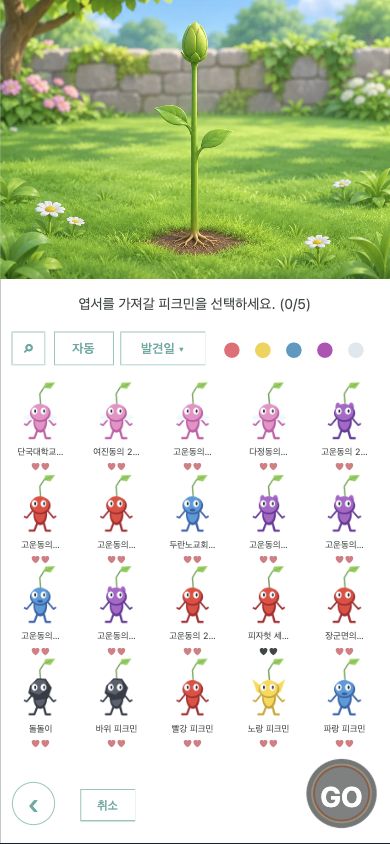 엽서를 가져갈 피크민을 선택하세요. (0/5)
자동 발견일 ▾
단국대학교... 여진동의 2... 고운동의... 다정동의... 고운동의 2...
고운동의... 고운동의... 두란노교회... 고운동의... 고운동의...
고운동의... 고운동의... 고운동의 2... 피자헛 세... 장군면의...
돌돌이 바위 피크민 빨강 피크민 노랑 피크민 파랑 피크민
취소 GO